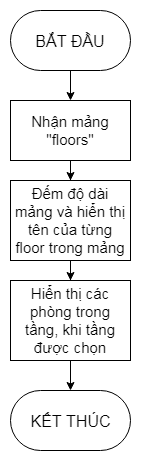 BẮT ĐẦU
Nhận mảng
"floors"
Đếm độ dài
mảng và hiển thị
tên của từng
floor trong mảng
Hiển thị các
phòng trong
tầng, khi tầng
được chọn
KẾT THÚC